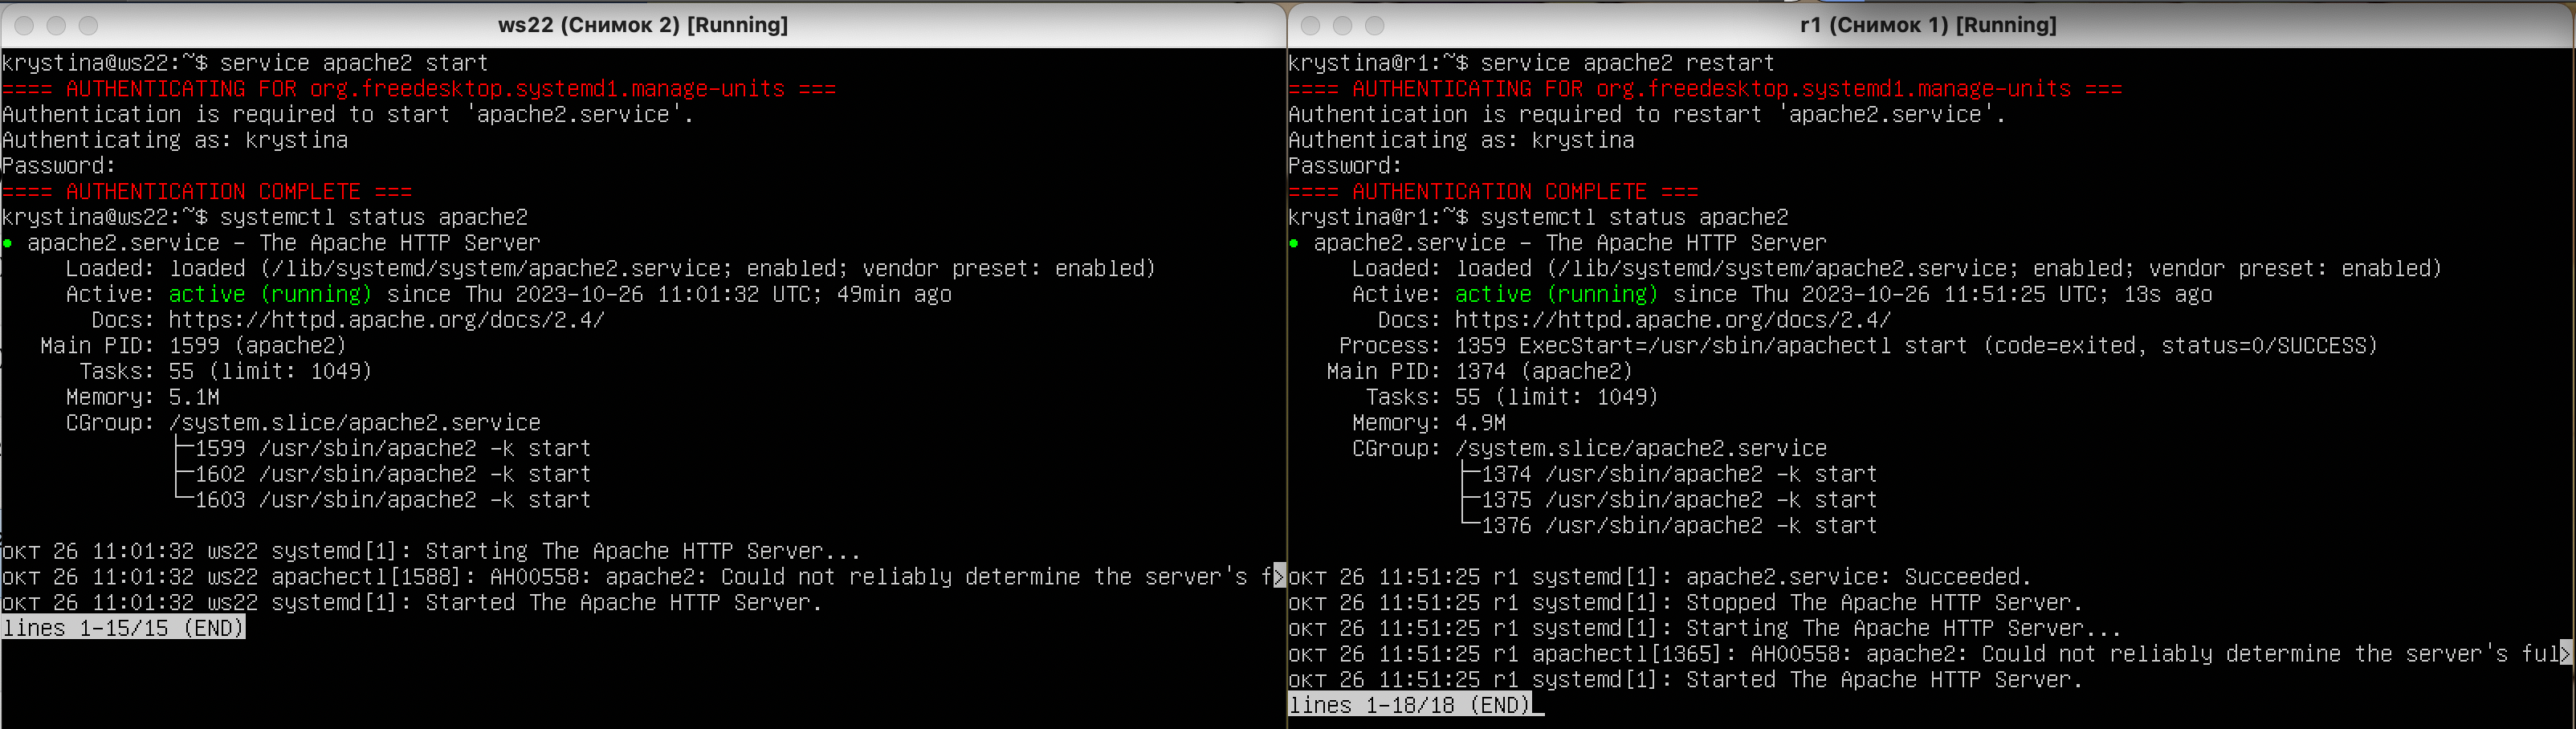 ws22 (Снимок 2) [Running]
krystina@ws22:~$ service apache2 start
==== AUTHENTICATING FOR org.freedesktop.systemd1.manage-units ===
Authentication is required to start 'apache2.service'.
Authenticating as: krystina
Password:
==== AUTHENTICATION COMPLETE ===
krystina@ws22:~$ systemctl status apache2
● apache2.service - The Apache HTTP Server
Loaded: loaded (/lib/systemd/system/apache2.service; enabled; vendor preset: enabled)
Active: active (running) since Thu 2023-10-26 11:01:32 UTC; 49min ago
Docs: https://httpd.apache.org/docs/2.4/
Main PID: 1599 (apache2)
Tasks: 55 (limit: 1049)
Memory: 5.1M
CGroup: /system.slice/apache2.service
├─1599 /usr/sbin/apache2 -k start
├─1602 /usr/sbin/apache2 -k start
└─1603 /usr/sbin/apache2 -k start
окт 26 11:01:32 ws22 systemd[1]: Starting The Apache HTTP Server...
окт 26 11:01:32 ws22 apachectl[1588]: AH00558: apache2: Could not reliably determine the server's f>
окт 26 11:01:32 ws22 systemd[1]: Started The Apache HTTP Server.
lines 1-15/15 (END)
r1 (Снимок 1) [Running]
krystina@r1:~$ service apache2 restart
==== AUTHENTICATING FOR org.freedesktop.systemd1.manage-units ===
Authentication is required to restart 'apache2.service'.
Authenticating as: krystina
Password:
==== AUTHENTICATION COMPLETE ===
krystina@r1:~$ systemctl status apache2
● apache2.service - The Apache HTTP Server
Loaded: loaded (/lib/systemd/system/apache2.service; enabled; vendor preset: enabled)
Active: active (running) since Thu 2023-10-26 11:51:25 UTC; 13s ago
Docs: https://httpd.apache.org/docs/2.4/
Process: 1359 ExecStart=/usr/sbin/apachectl start (code=exited, status=0/SUCCESS)
Main PID: 1374 (apache2)
Tasks: 55 (limit: 1049)
Memory: 4.9M
CGroup: /system.slice/apache2.service
├─1374 /usr/sbin/apache2 -k start
├─1375 /usr/sbin/apache2 -k start
└─1376 /usr/sbin/apache2 -k start
окт 26 11:51:25 r1 systemd[1]: apache2.service: Succeeded.
окт 26 11:51:25 r1 systemd[1]: Stopped The Apache HTTP Server.
окт 26 11:51:25 r1 systemd[1]: Starting The Apache HTTP Server...
окт 26 11:51:25 r1 apachectl[1365]: AH00558: apache2: Could not reliably determine the server's ful>
окт 26 11:51:25 r1 systemd[1]: Started The Apache HTTP Server.
lines 1-18/18 (END)